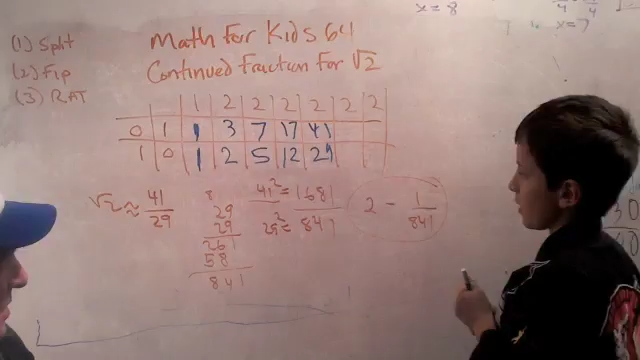 x = 8
x = 7
(1) Split
(2) Flip
(3) RAT
Math for Kids 64
Continued Fraction for √2
1 2 2 2 2 2 2
0 1 1 3 7 17 41
1 0 1 2 5 12 29
√2 ≈ 41/29
8
29
29
261
58
841
41² = 1681
29² = 841
2 - 1/841